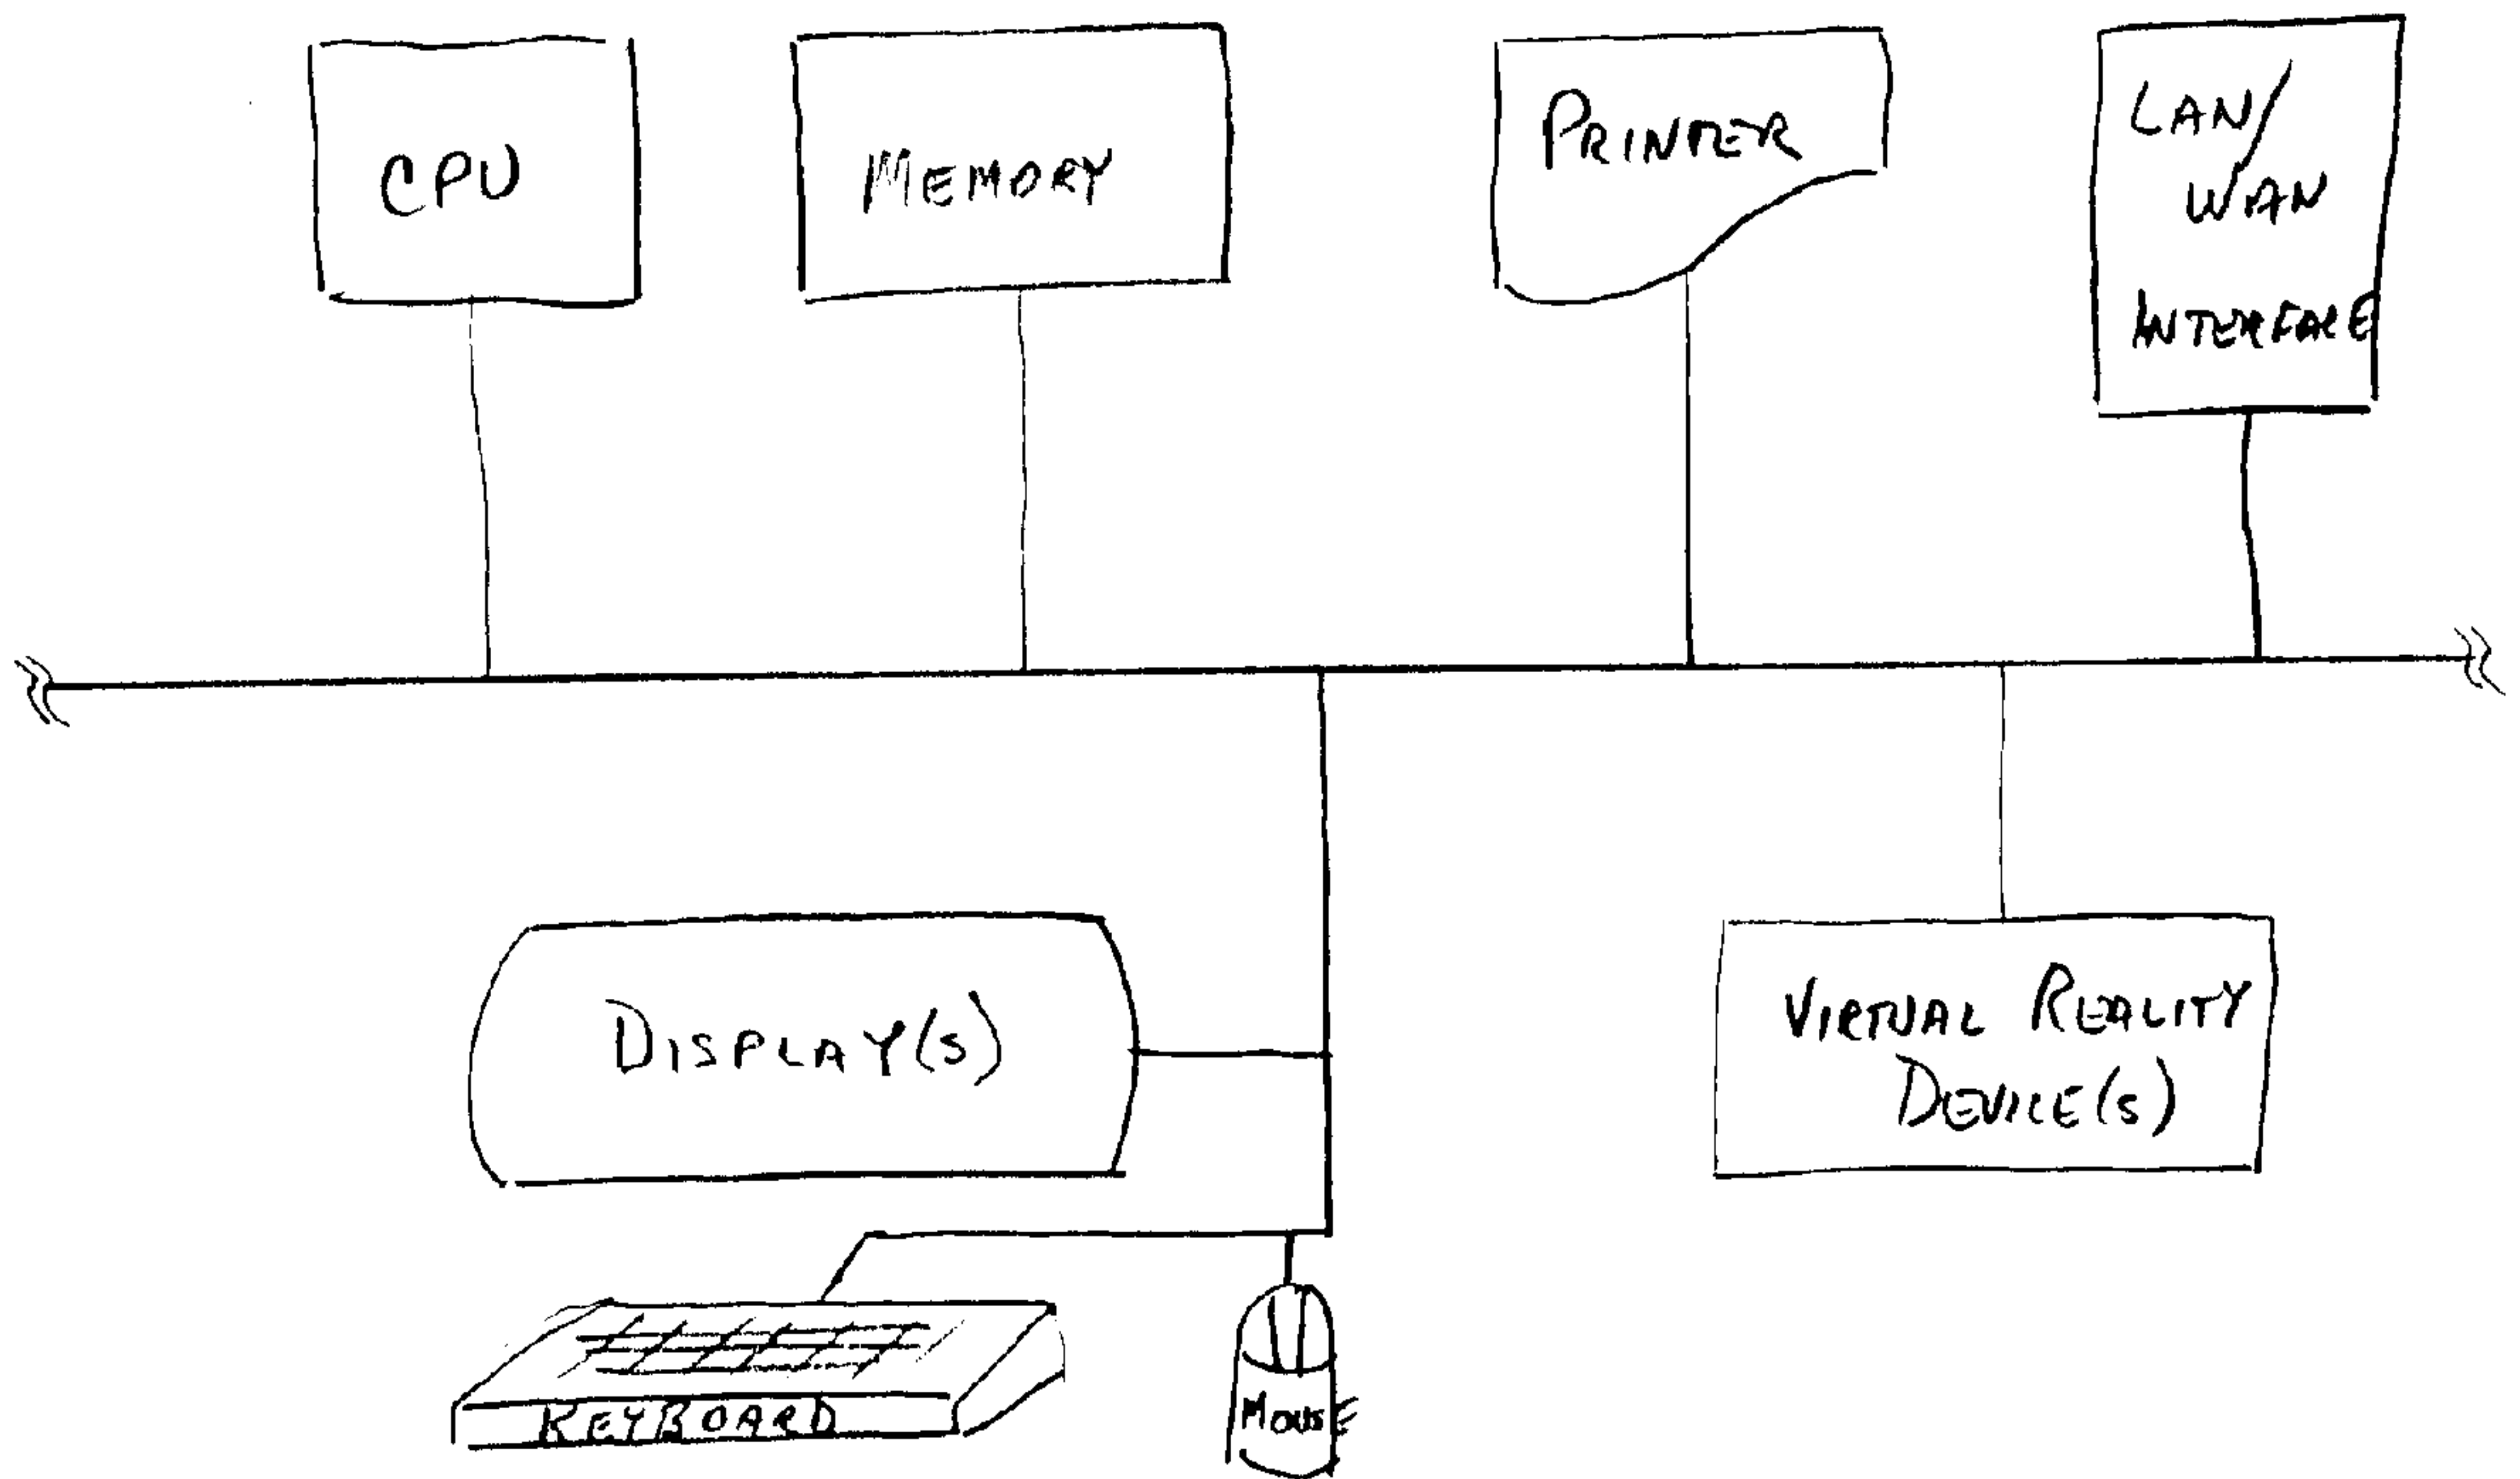 CPU
MEMORY
PRINTER
LAN/
WAN
INTERFACE
DISPLAY(S)
VIRTUAL REALITY
DEVICE(S)
KEYBOARD
MOUSE